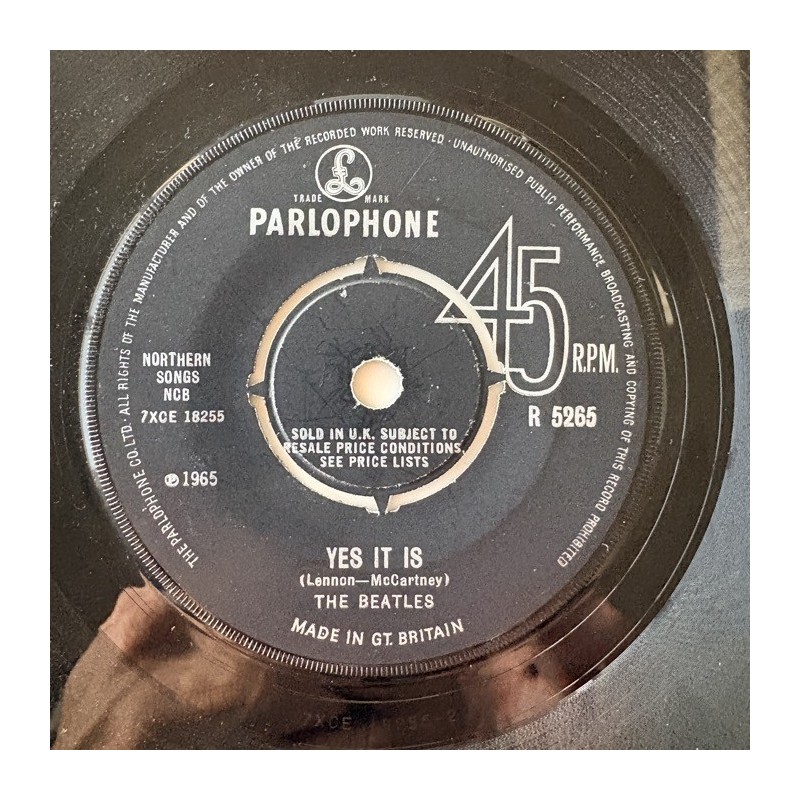 THE PARLOPHONE CO. LTD. · ALL RIGHTS OF THE MANUFACTURER AND OF THE OWNER OF THE RECORDED WORK RESERVED · UNAUTHORISED PUBLIC PERFORMANCE BROADCASTING AND COPYING OF THIS RECORD PROHIBITED
£
TRADE MARK
PARLOPHONE
45
R.P.M.
R 5265
NORTHERN
SONGS
NCB
7XCE 18255
℗ 1965
SOLD IN U.K. SUBJECT TO
RESALE PRICE CONDITIONS,
SEE PRICE LISTS
YES IT IS
(Lennon—McCartney)
THE BEATLES
MADE IN GT. BRITAIN